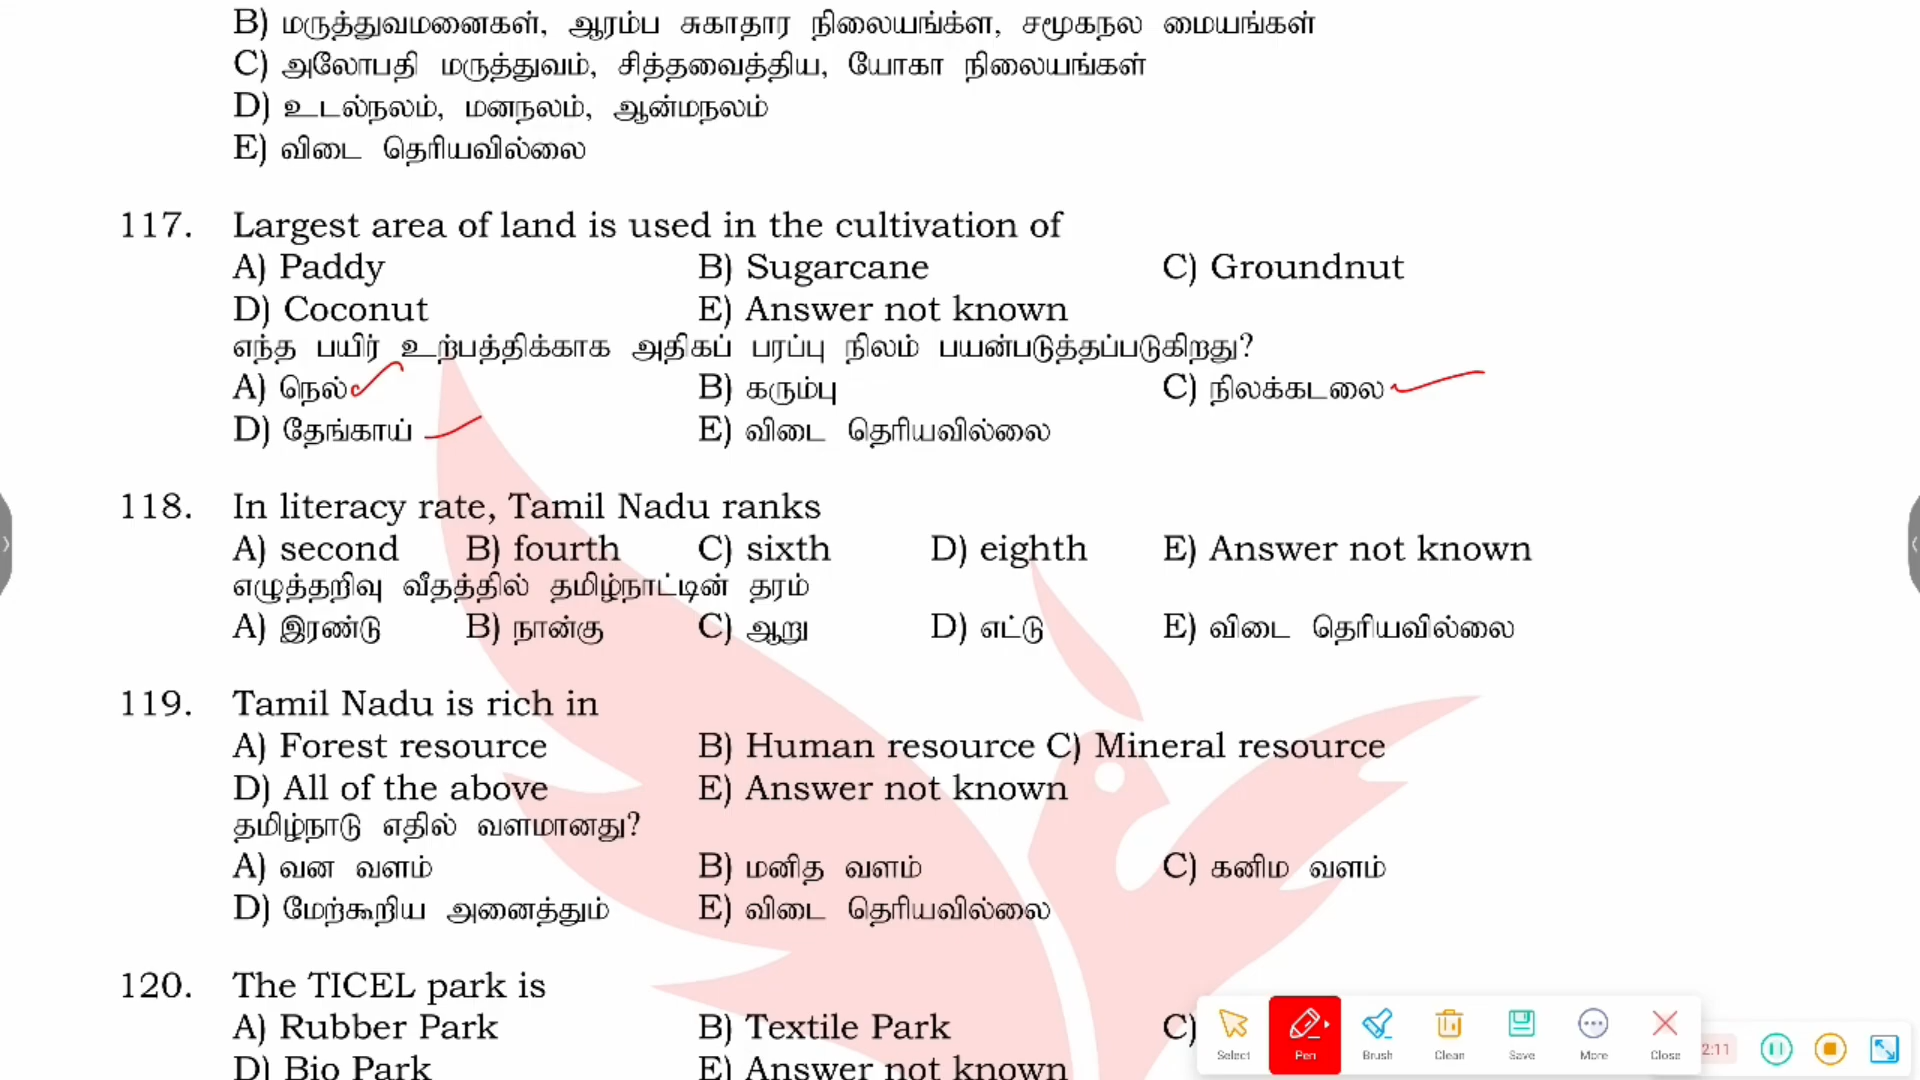 B) மருத்துவமனைகள், ஆரம்ப சுகாதார நிலையங்க்ள, சமூகநல மையங்கள்
C) அலோபதி மருத்துவம், சித்தவைத்திய, யோகா நிலையங்கள்
D) உடல்நலம், மனநலம், ஆன்மநலம்
E) விடை தெரியவில்லை
117. Largest area of land is used in the cultivation of
A) Paddy B) Sugarcane C) Groundnut
D) Coconut E) Answer not known
எந்த பயிர் உற்பத்திக்காக அதிகப் பரப்பு நிலம் பயன்படுத்தப்படுகிறது?
A) நெல் B) கரும்பு C) நிலக்கடலை
D) தேங்காய் E) விடை தெரியவில்லை
118. In literacy rate, Tamil Nadu ranks
A) second B) fourth C) sixth D) eighth E) Answer not known
எழுத்தறிவு வீதத்தில் தமிழ்நாட்டின் தரம்
A) இரண்டு B) நான்கு C) ஆறு D) எட்டு E) விடை தெரியவில்லை
119. Tamil Nadu is rich in
A) Forest resource B) Human resource C) Mineral resource
D) All of the above E) Answer not known
தமிழ்நாடு எதில் வளமானது?
A) வன வளம் B) மனித வளம் C) கனிம வளம்
D) மேற்கூறிய அனைத்தும் E) விடை தெரியவில்லை
120. The TICEL park is
A) Rubber Park B) Textile Park C)
D) Bio Park E) Answer not known
Select Pen Brush Clean Save More Close 2:11